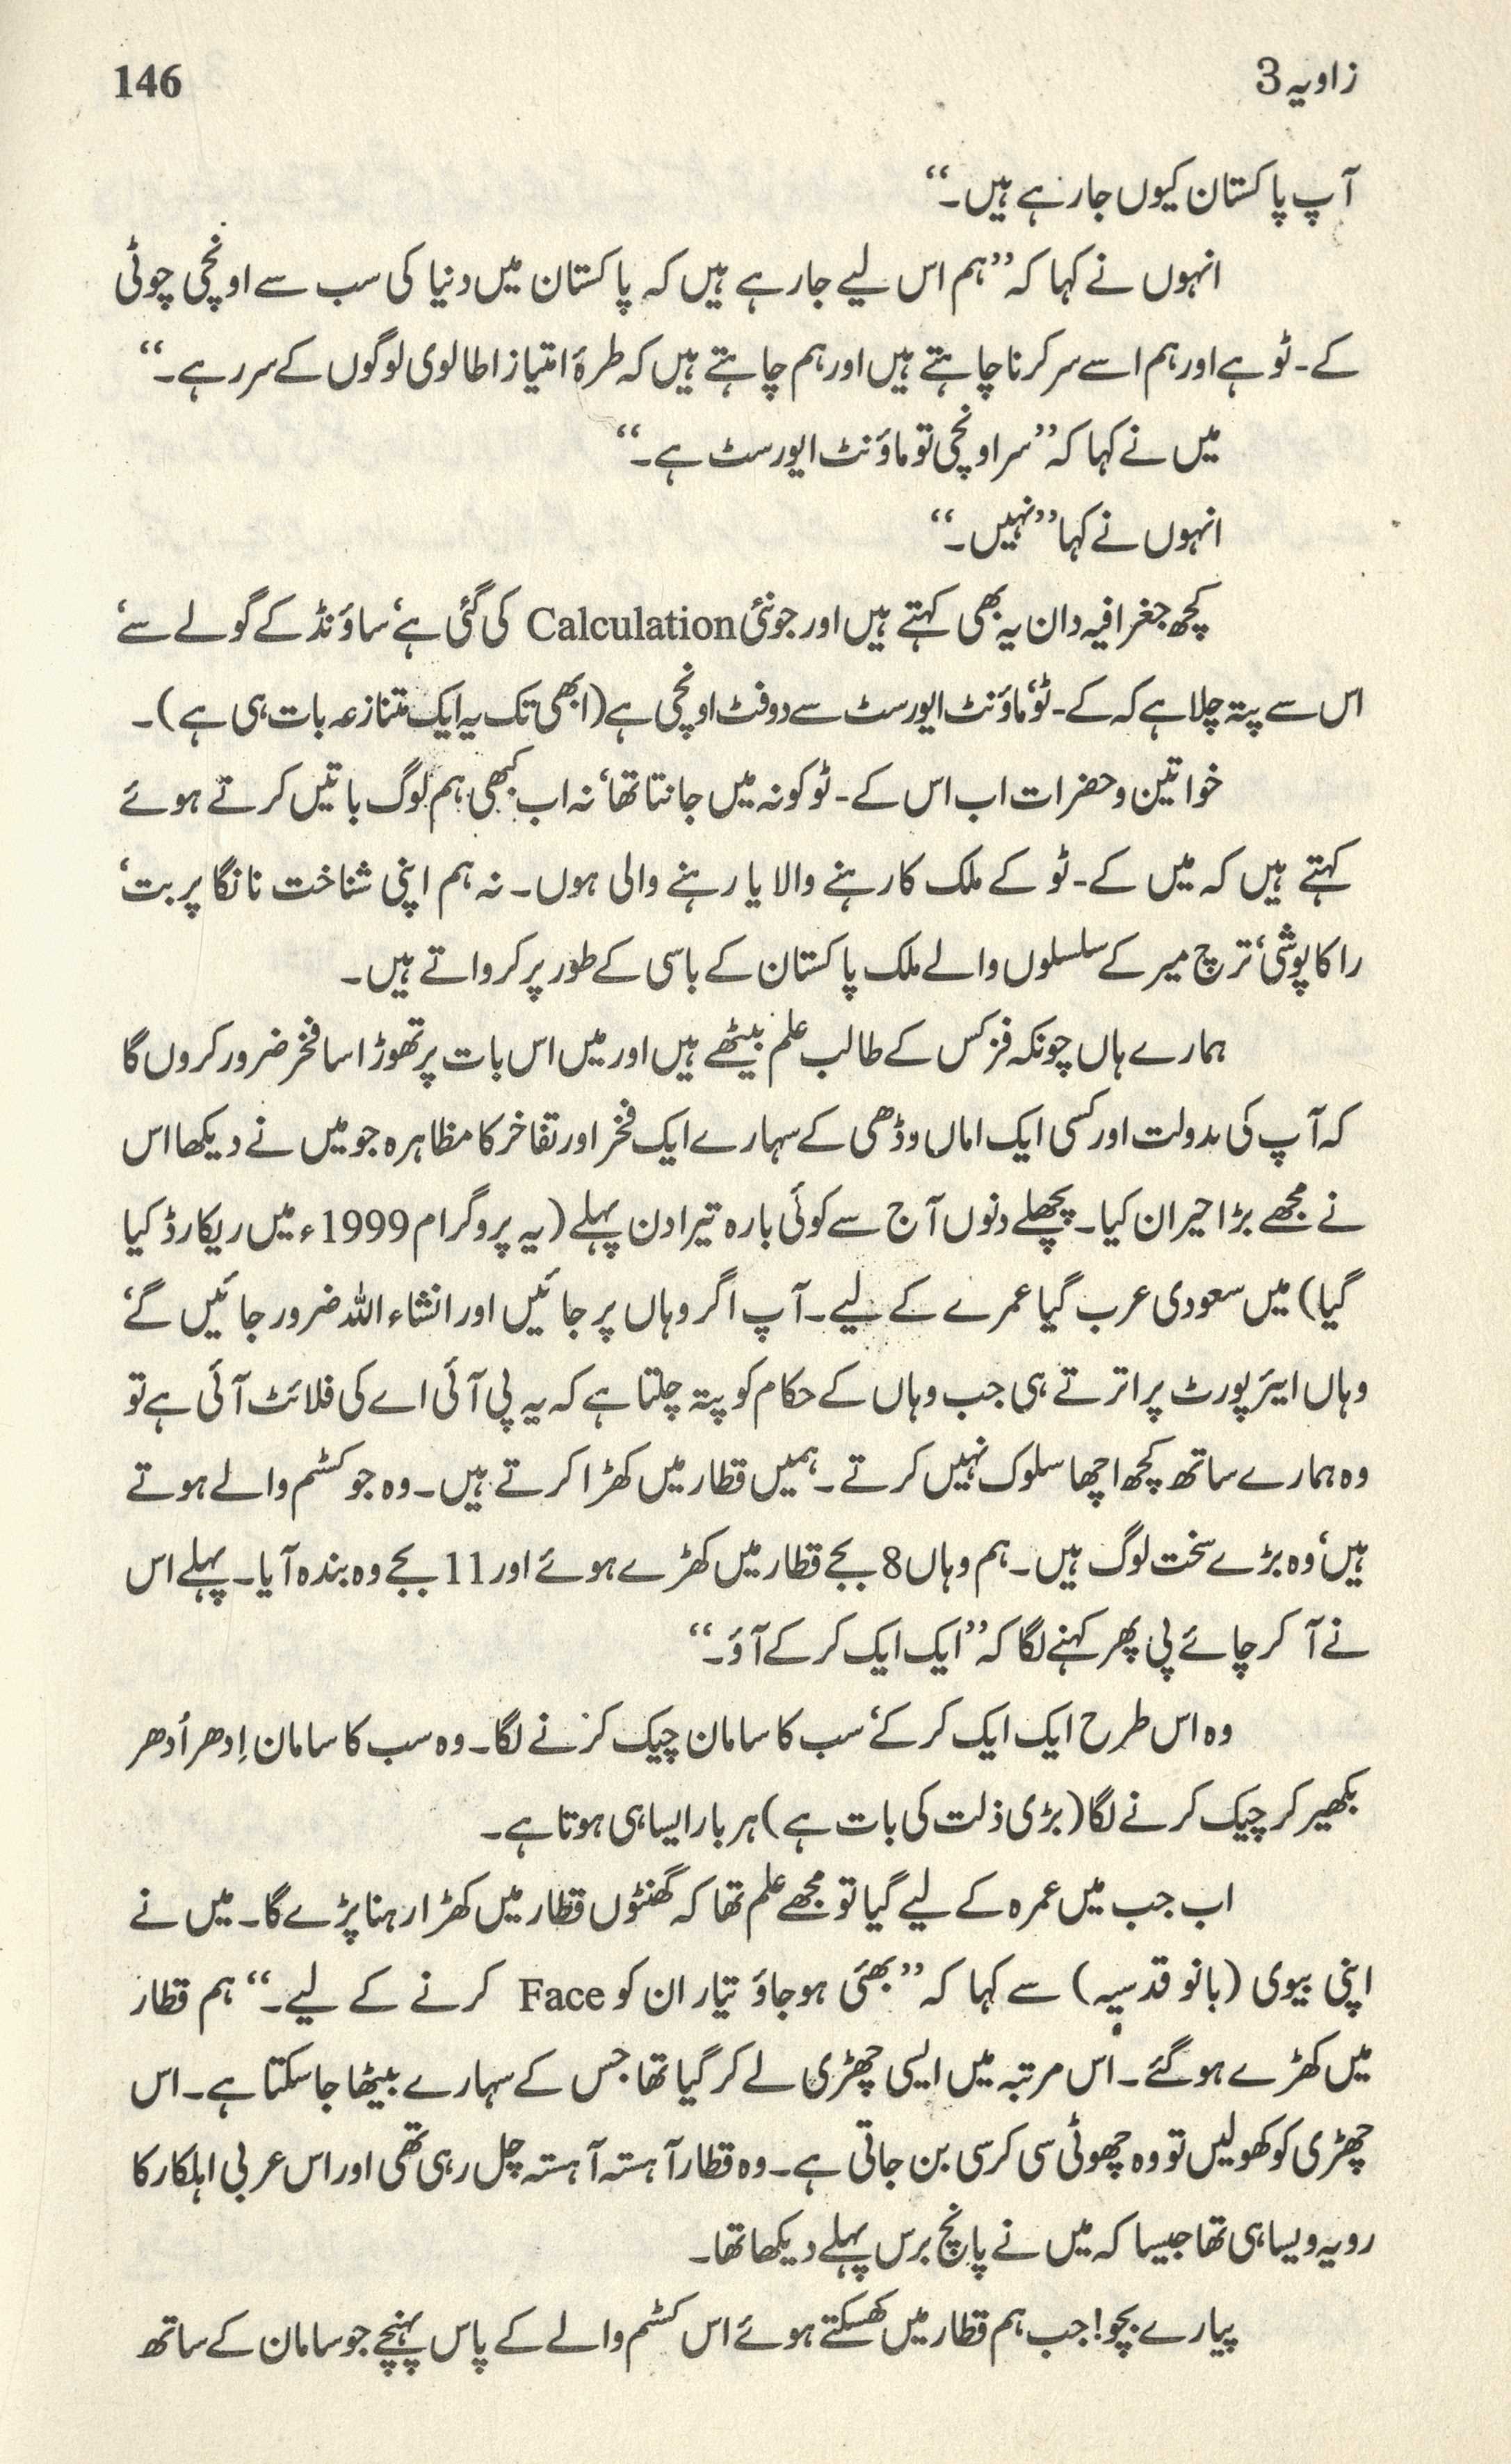 زاویہ 3
146
آپ پاکستان کیوں جارہے ہیں۔‘‘
انہوں نے کہا کہ ’’ہم اس لیے جارہے ہیں کہ پاکستان میں دنیا کی سب سے اونچی چوٹی
کے۔ٹو ہے اور ہم اسے سر کرنا چاہتے ہیں اور ہم چاہتے ہیں کہ طرۂ امتیاز اطالوی لوگوں کے سر رہے۔‘‘
میں نے کہا کہ ’’سر اونچی تو ماؤنٹ ایورسٹ ہے۔‘‘
انہوں نے کہا ’’نہیں۔‘‘
کچھ جغرافیہ دان یہ بھی کہتے ہیں اور جو نئی Calculation کی گئی ہے‘ ساؤنڈ کے گولے سے‘
اس سے پتہ چلا ہے کہ کے۔ٹو‘ ماؤنٹ ایورسٹ سے دو فٹ اونچی ہے (ابھی تک یہ ایک متنازعہ بات ہی ہے)۔
خواتین و حضرات اب اس کے۔ٹو کو نہ میں جانتا تھا‘ نہ اب کبھی ہم لوگ باتیں کرتے ہوئے
کہتے ہیں کہ میں کے۔ٹو کے ملک کا رہنے والا یا رہنے والی ہوں۔ نہ ہم اپنی شناخت نانگا پربت‘
راکا پوشی‘ ترچ میر کے سلسلوں والے ملک پاکستان کے باسی کے طور پر کرواتے ہیں۔
ہمارے ہاں چونکہ فزکس کے طالب علم بیٹھے ہیں اور میں اس بات پر تھوڑا سا فخر ضرور کروں گا
کہ آپ کی بدولت اور کسی ایک اماں وڈھی کے سہارے ایک فخر اور تفاخر کا مظاہرہ جو میں نے دیکھا اس
نے مجھے بڑا حیران کیا۔ پچھلے دنوں آج سے کوئی بارہ تیرا دن پہلے (یہ پروگرام 1999ء میں ریکارڈ کیا
گیا) میں سعودی عرب گیا عمرے کے لیے۔ آپ اگر وہاں پر جائیں اور انشاء اللہ ضرور جائیں گے‘
وہاں ایئرپورٹ پر اترتے ہی جب وہاں کے حکام کو پتہ چلتا ہے کہ یہ پی آئی اے کی فلائٹ آئی ہے تو
وہ ہمارے ساتھ کچھ اچھا سلوک نہیں کرتے۔ ہمیں قطار میں کھڑا کرتے ہیں۔ وہ جو کسٹم والے ہوتے
ہیں‘ وہ بڑے سخت لوگ ہیں۔ ہم وہاں 8 بجے قطار میں کھڑے ہوئے اور 11 بجے وہ بندہ آیا۔ پہلے اس
نے آ کر چائے پی پھر کہنے لگا کہ ’’ایک ایک کر کے آؤ۔‘‘
وہ اس طرح ایک ایک کر کے‘ سب کا سامان چیک کرنے لگا۔ وہ سب کا سامان اِدھر اُدھر
بکھیر کر چیک کرنے لگا (بڑی ذلت کی بات ہے) ہر بار ایسا ہی ہوتا ہے۔
اب جب میں عمرہ کے لیے گیا تو مجھے علم تھا کہ گھنٹوں قطار میں کھڑا رہنا پڑے گا۔ میں نے
اپنی بیوی (بانو قدسیہ) سے کہا کہ ’’بھئی ہوجاؤ تیار ان کو Face کرنے کے لیے۔‘‘ ہم قطار
میں کھڑے ہوگئے۔ اُس مرتبہ میں ایسی چھڑی لے کر گیا تھا جس کے سہارے بیٹھا جا سکتا ہے۔ اس
چھڑی کو کھولیں تو وہ چھوٹی سی کرسی بن جاتی ہے۔ وہ قطار آہستہ آہستہ چل رہی تھی اور اس عربی اہلکار کا
رویہ ویسا ہی تھا جیسا کہ میں نے پانچ برس پہلے دیکھا تھا۔
پیارے بچو! جب ہم قطار میں کھسکتے ہوئے اس کسٹم والے کے پاس پہنچے جو سامان کے ساتھ